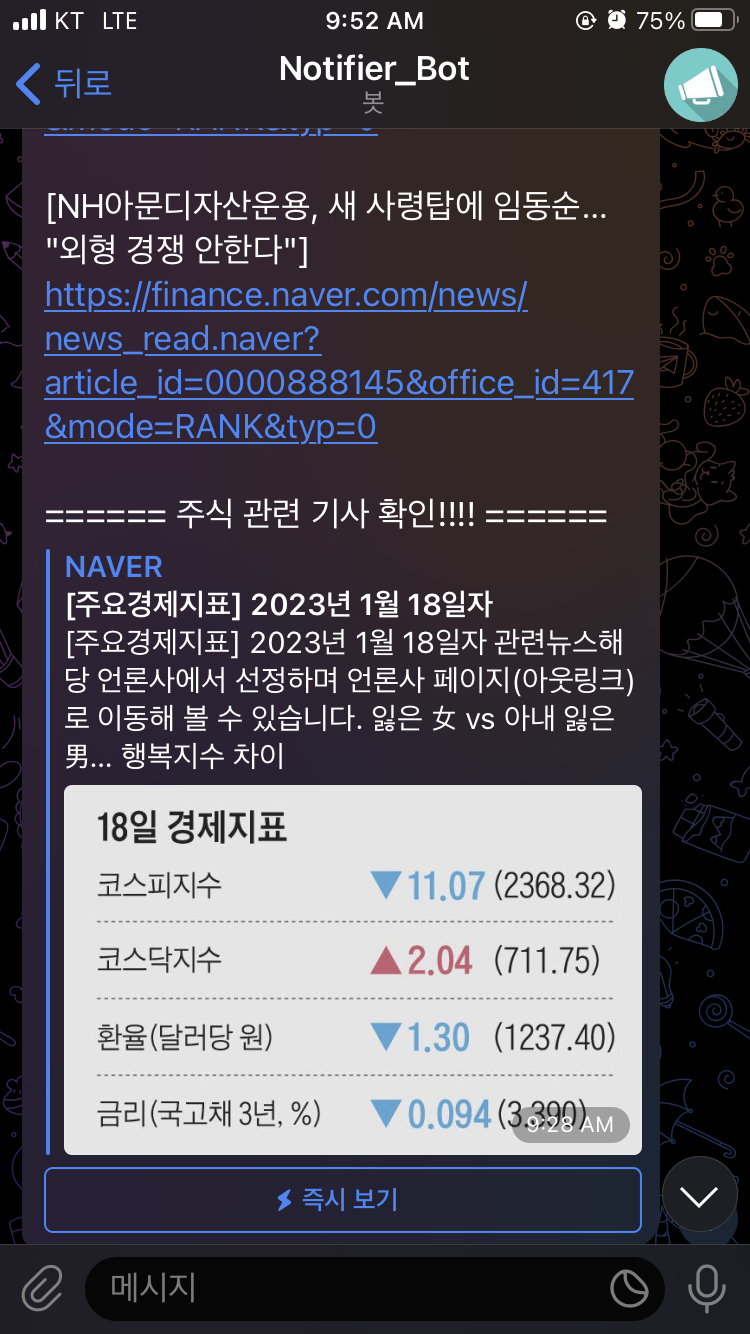 KT LTE 9:52 AM 75%
뒤로 Notifier_Bot
봇
&mode=RANK&typ=0
[NH아문디자산운용, 새 사령탑에 임동순…
"외형 경쟁 안한다"]
https://finance.naver.com/news/
news_read.naver?
article_id=0000888145&office_id=417
&mode=RANK&typ=0
====== 주식 관련 기사 확인!!!! ======
NAVER
[주요경제지표] 2023년 1월 18일자
[주요경제지표] 2023년 1월 18일자 관련뉴스해
당 언론사에서 선정하며 언론사 페이지(아웃링크)
로 이동해 볼 수 있습니다. 잃은 女 vs 아내 잃은
男… 행복지수 차이
18일 경제지표
코스피지수 ▼11.07 (2368.32)
코스닥지수 ▲2.04 (711.75)
환율(달러당 원) ▼1.30 (1237.40)
금리(국고채 3년, %) ▼0.094 (3.390)
9:28 AM
즉시 보기
메시지